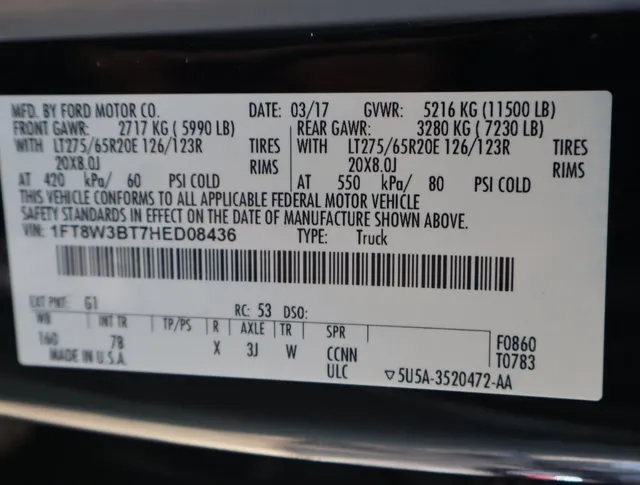 MFD. BY FORD MOTOR CO. DATE: 03/17 GVWR: 5216 KG (11500 LB)
FRONT GAWR: 2717 KG ( 5990 LB) REAR GAWR: 3280 KG ( 7230 LB)
WITH LT275/65R20E 126/123R TIRES WITH LT275/65R20E 126/123R TIRES
20X8.0J RIMS 20X8.0J RIMS
AT 420 kPa/ 60 PSI COLD AT 550 kPa/ 80 PSI COLD
THIS VEHICLE CONFORMS TO ALL APPLICABLE FEDERAL MOTOR VEHICLE
SAFETY STANDARDS IN EFFECT ON THE DATE OF MANUFACTURE SHOWN ABOVE.
VIN: 1FT8W3BT7HED08436 TYPE: Truck
EXT PNT: G1 RC: 53 DSO:
WB INT TR TP/PS R AXLE TR SPR F0860
160 7B X 3J W CCNN T0783
MADE IN U.S.A. ULC ▽5U5A-3520472-AA